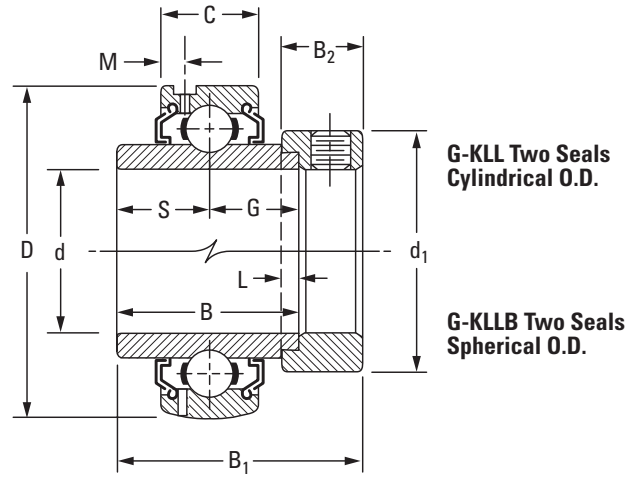 C
M
B2
G-KLL Two Seals
Cylindrical O.D.
S
G
D
d
d1
L
B
G-KLLB Two Seals
Spherical O.D.
B1